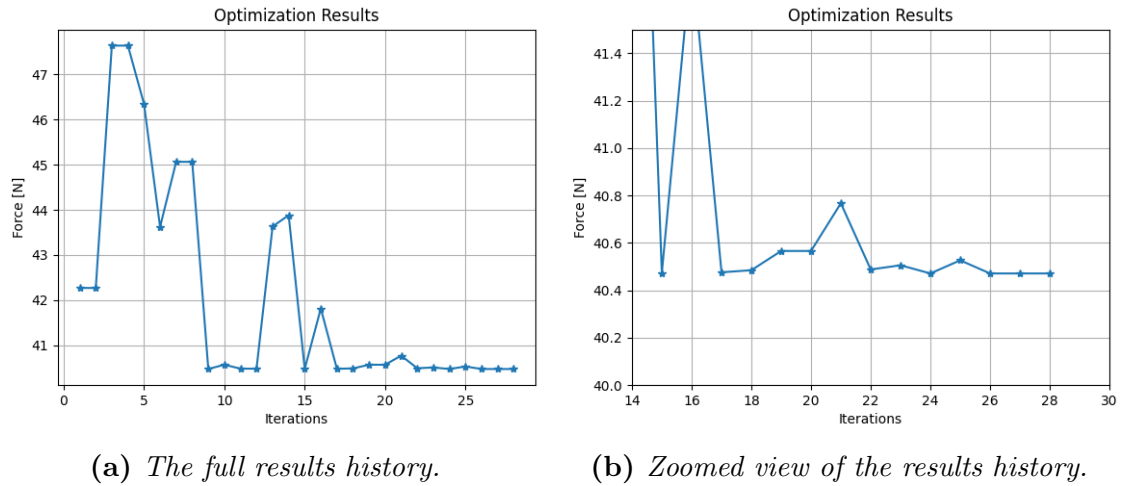 Optimization Results
47
46
45
44
43
42
41
Force [N]
0 5 10 15 20 25
Iterations
(a) The full results history.
Optimization Results
41.4
41.2
41.0
40.8
40.6
40.4
40.2
40.0
Force [N]
14 16 18 20 22 24 26 28 30
Iterations
(b) Zoomed view of the results history.